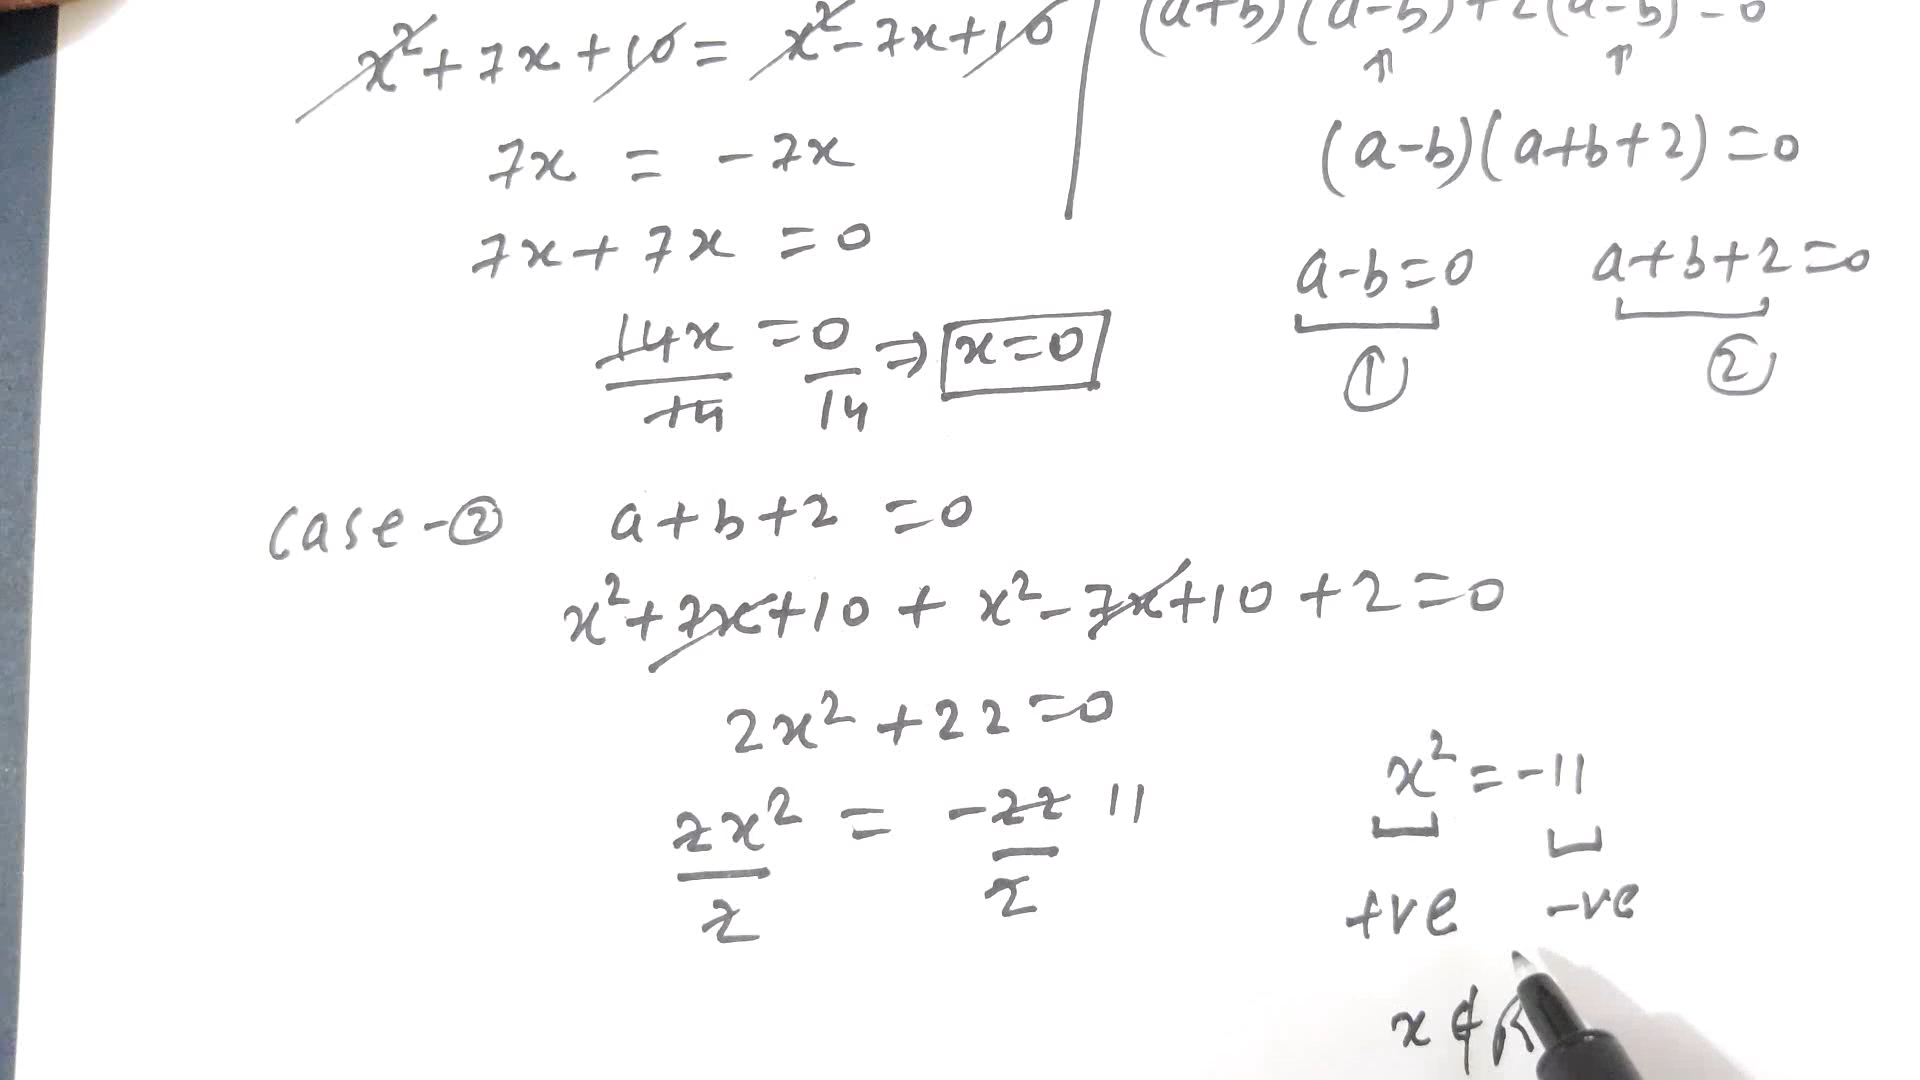 x²+7x+10 = x²-7x+10
7x = -7x
7x+7x =0
14x/14 =0/14 ⇒ x=0
(a+b)(a-b)+2(a-b)=0
↑ ↑
(a-b)(a+b+2)=0
a-b=0 a+b+2=0
① ②
case-② a+b+2 =0
x²+7x+10 + x²-7x+10+2=0
2x²+22=0
2x²/2 = -22/2 11
x²=-11
+ve -ve
x∉R